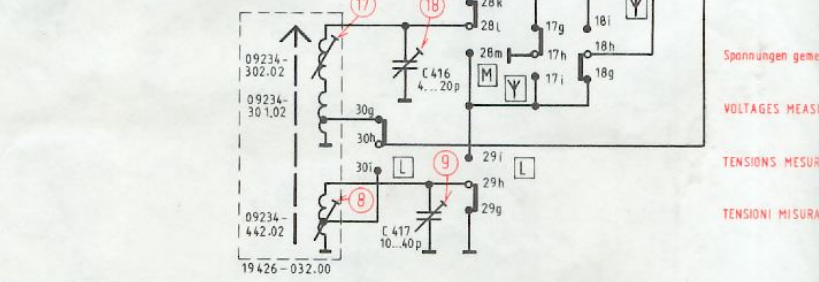 17
18
28k
28l
17g
18i
09234-
302.02
28m
17h
18h
C 416
4...20p
M
17i
18g
09234-
301.02
30g
30h
30i
L
9
29i
L
29h
8
29g
09234-
442.02
C 417
10...40p
19426-032.00
Spannungen geme
VOLTAGES MEAS
TENSIONS MESUR
TENSIONI MISURA